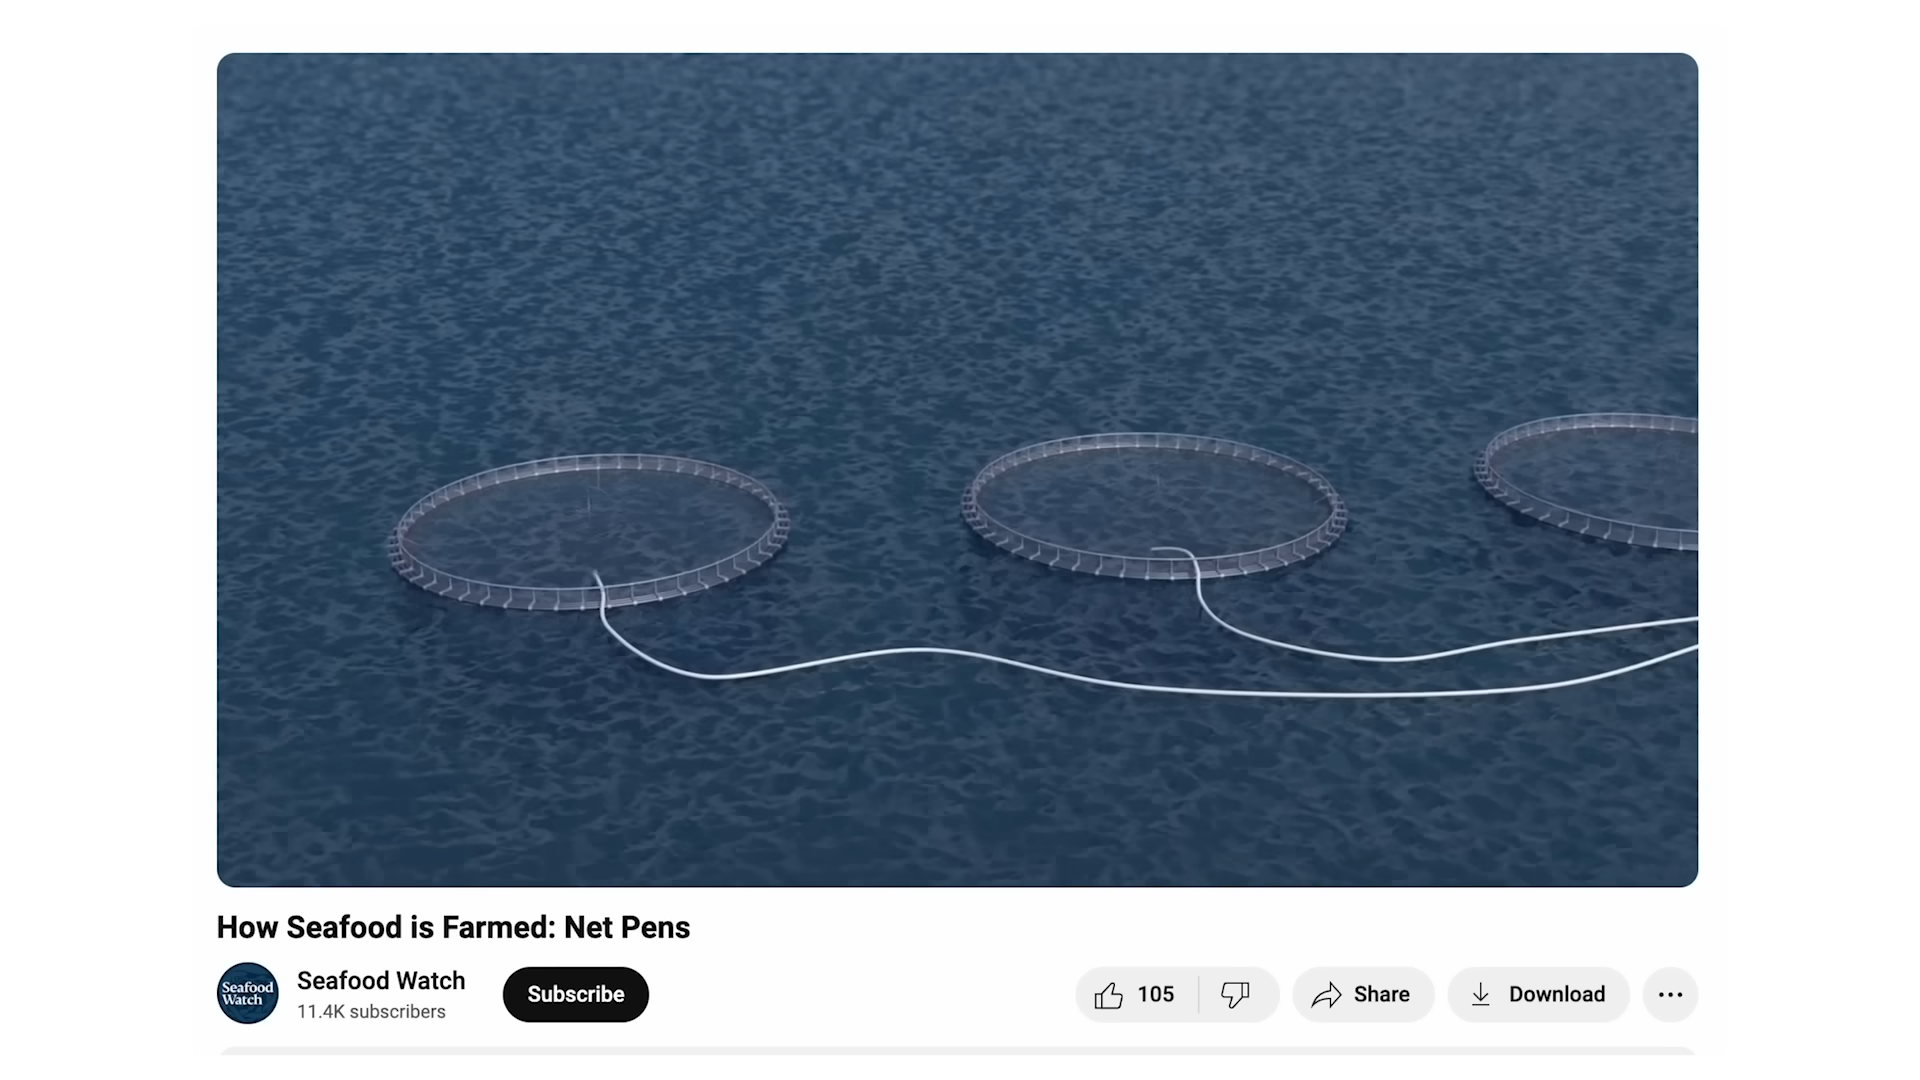 How Seafood is Farmed: Net Pens
Seafood
Watch
Seafood Watch
11.4K subscribers
Subscribe
105
Share
Download